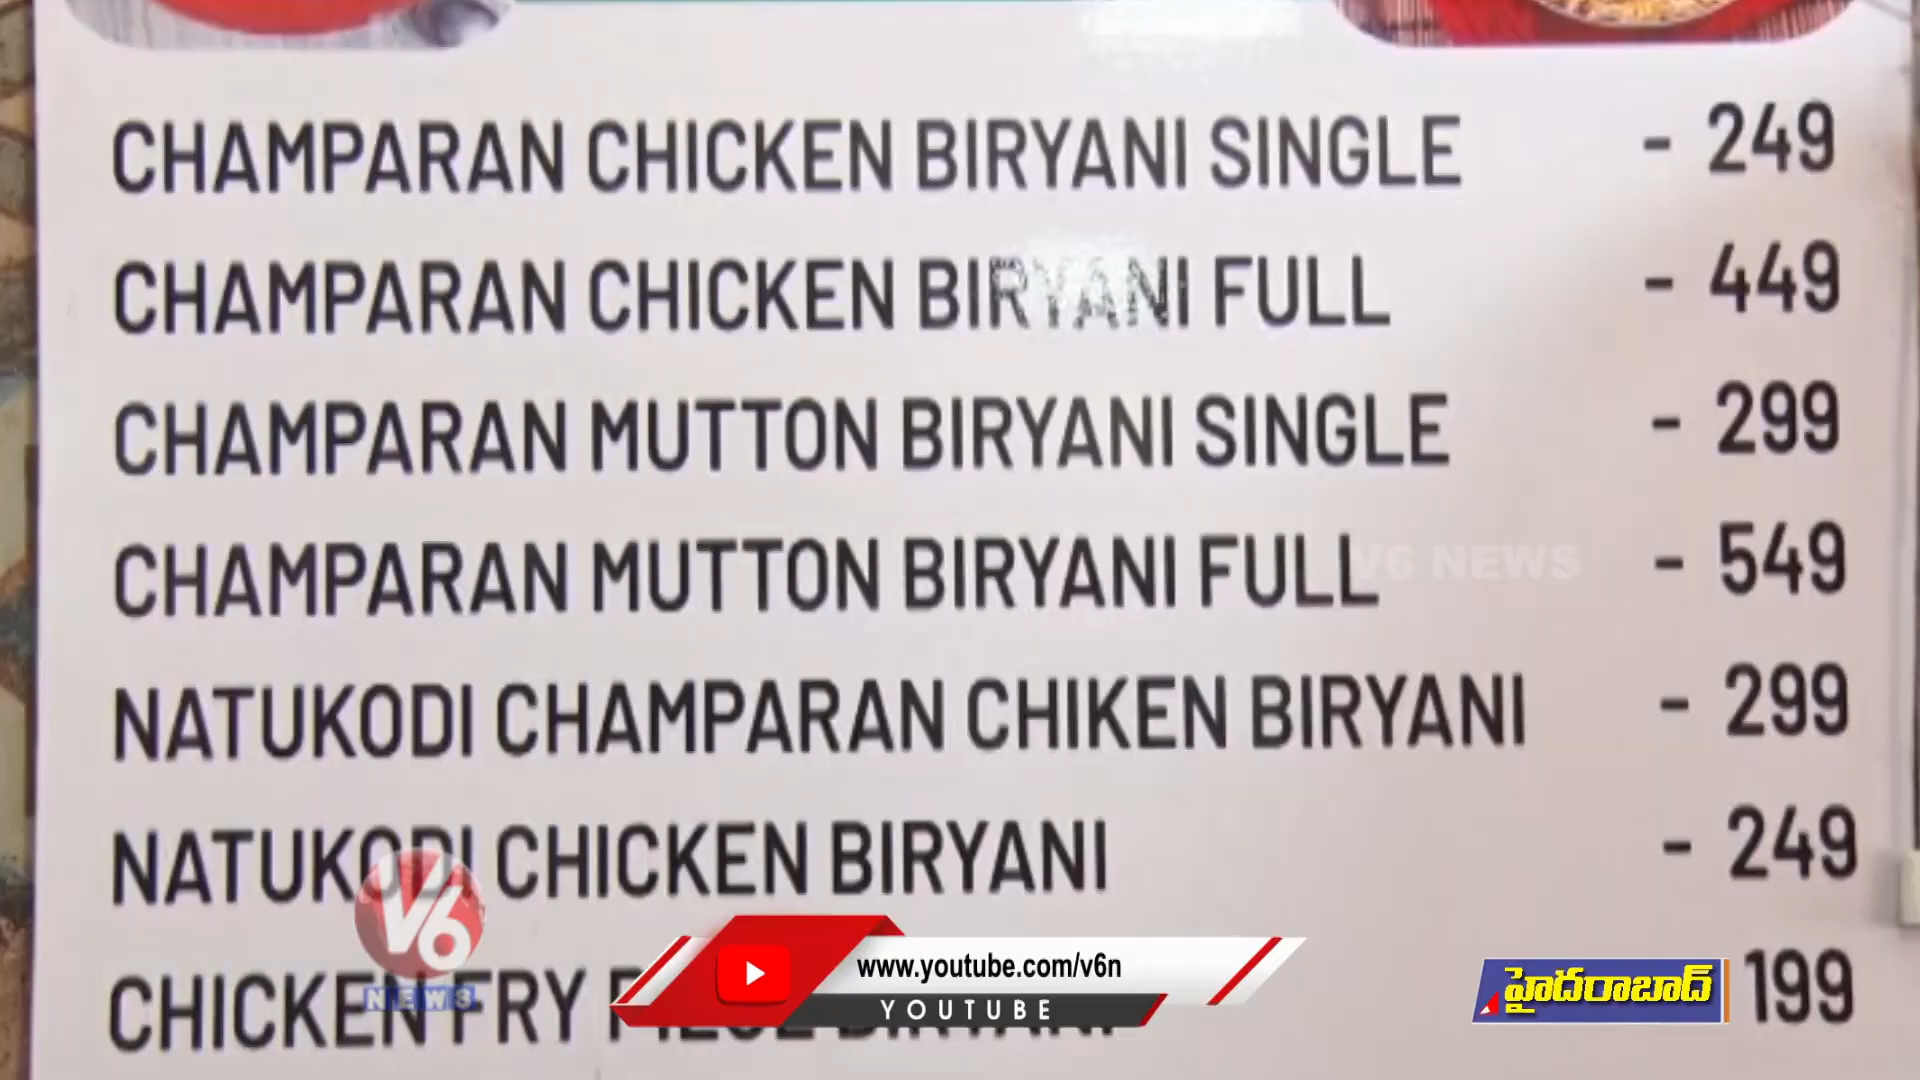 CHAMPARAN CHICKEN BIRYANI SINGLE - 249
CHAMPARAN CHICKEN BIRYANI FULL - 449
CHAMPARAN MUTTON BIRYANI SINGLE - 299
CHAMPARAN MUTTON BIRYANI FULL - 549
V6 NEWS
NATUKODI CHAMPARAN CHIKEN BIRYANI - 299
NATUKODI CHICKEN BIRYANI - 249
CHICKEN FRY PIECE BIRYANI 199
V6
NEWS
www.youtube.com/v6n
YOUTUBE
హైదరాబాద్